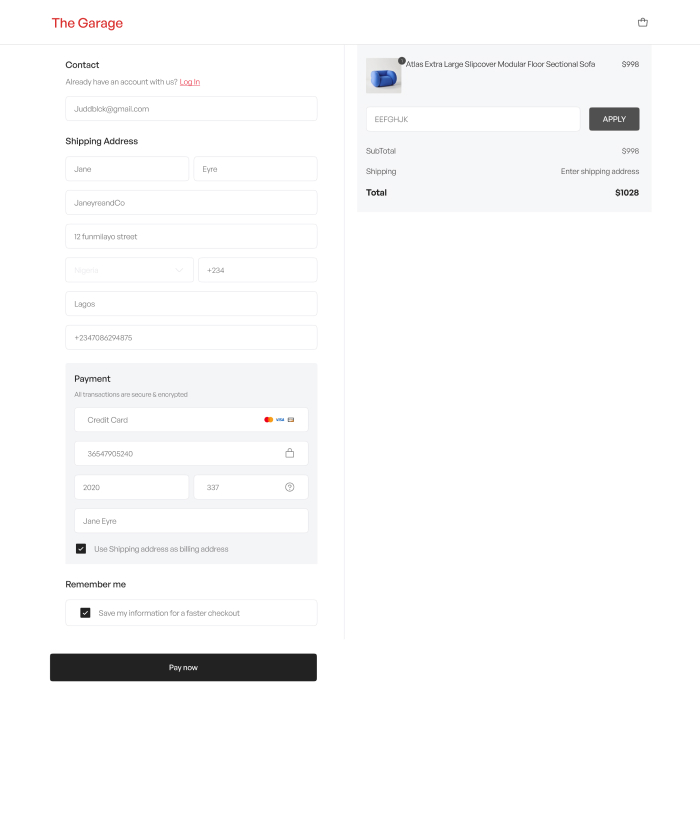 The Garage
Contact
Already have an account with us? Log In
Juddbick@gmail.com
Shipping Address
Jane
Eyre
JaneyreandCo
12 funmilayo street
Nigeria
+234
Lagos
+2347086294875
Payment
All transactions are secure & encrypted
Credit Card
VISA
36547905240
2020
337
Jane Eyre
Use Shipping address as billing address
Remember me
Save my information for a faster checkout
Pay now
Atlas Extra Large Slipcover Modular Floor Sectional Sofa
$998
EEFGHJK
APPLY
SubTotal
$998
Shipping
Enter shipping address
Total
$1028